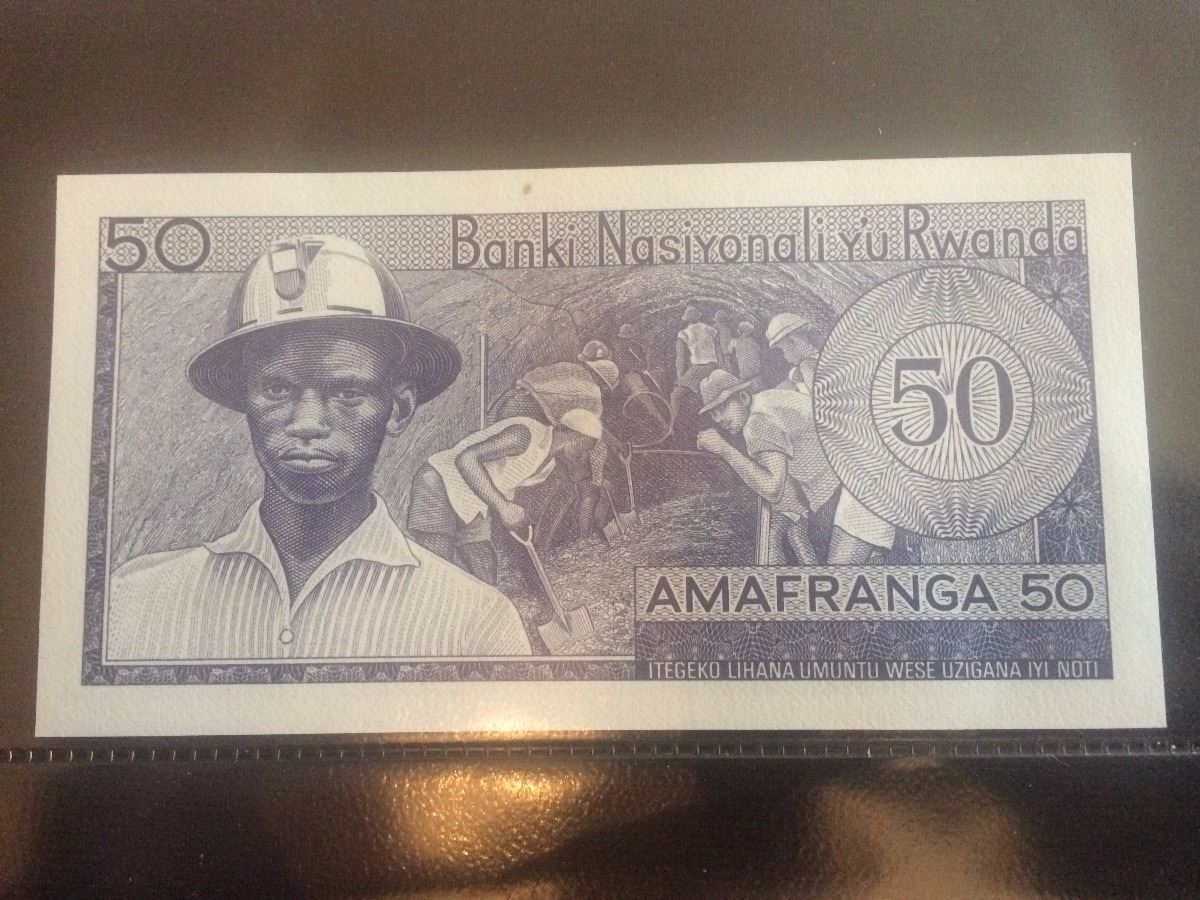 50
Banki Nasiyonali y'u Rwanda
50
AMAFRANGA 50
ITEGEKO LIHANA UMUNTU WESE UZIGANA IYI NOTI